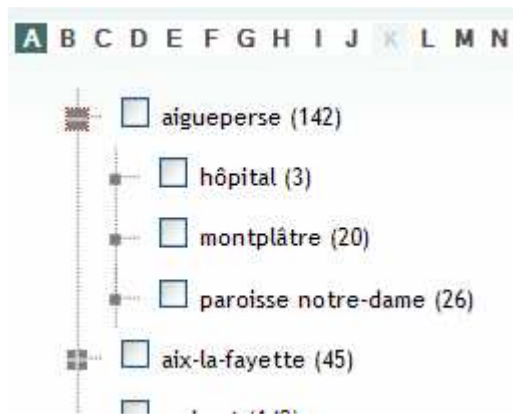 A B C D E F G H I J K L M N
aigueperse (142)
hôpital (3)
montplâtre (20)
paroisse notre-dame (26)
aix-la-fayette (45)